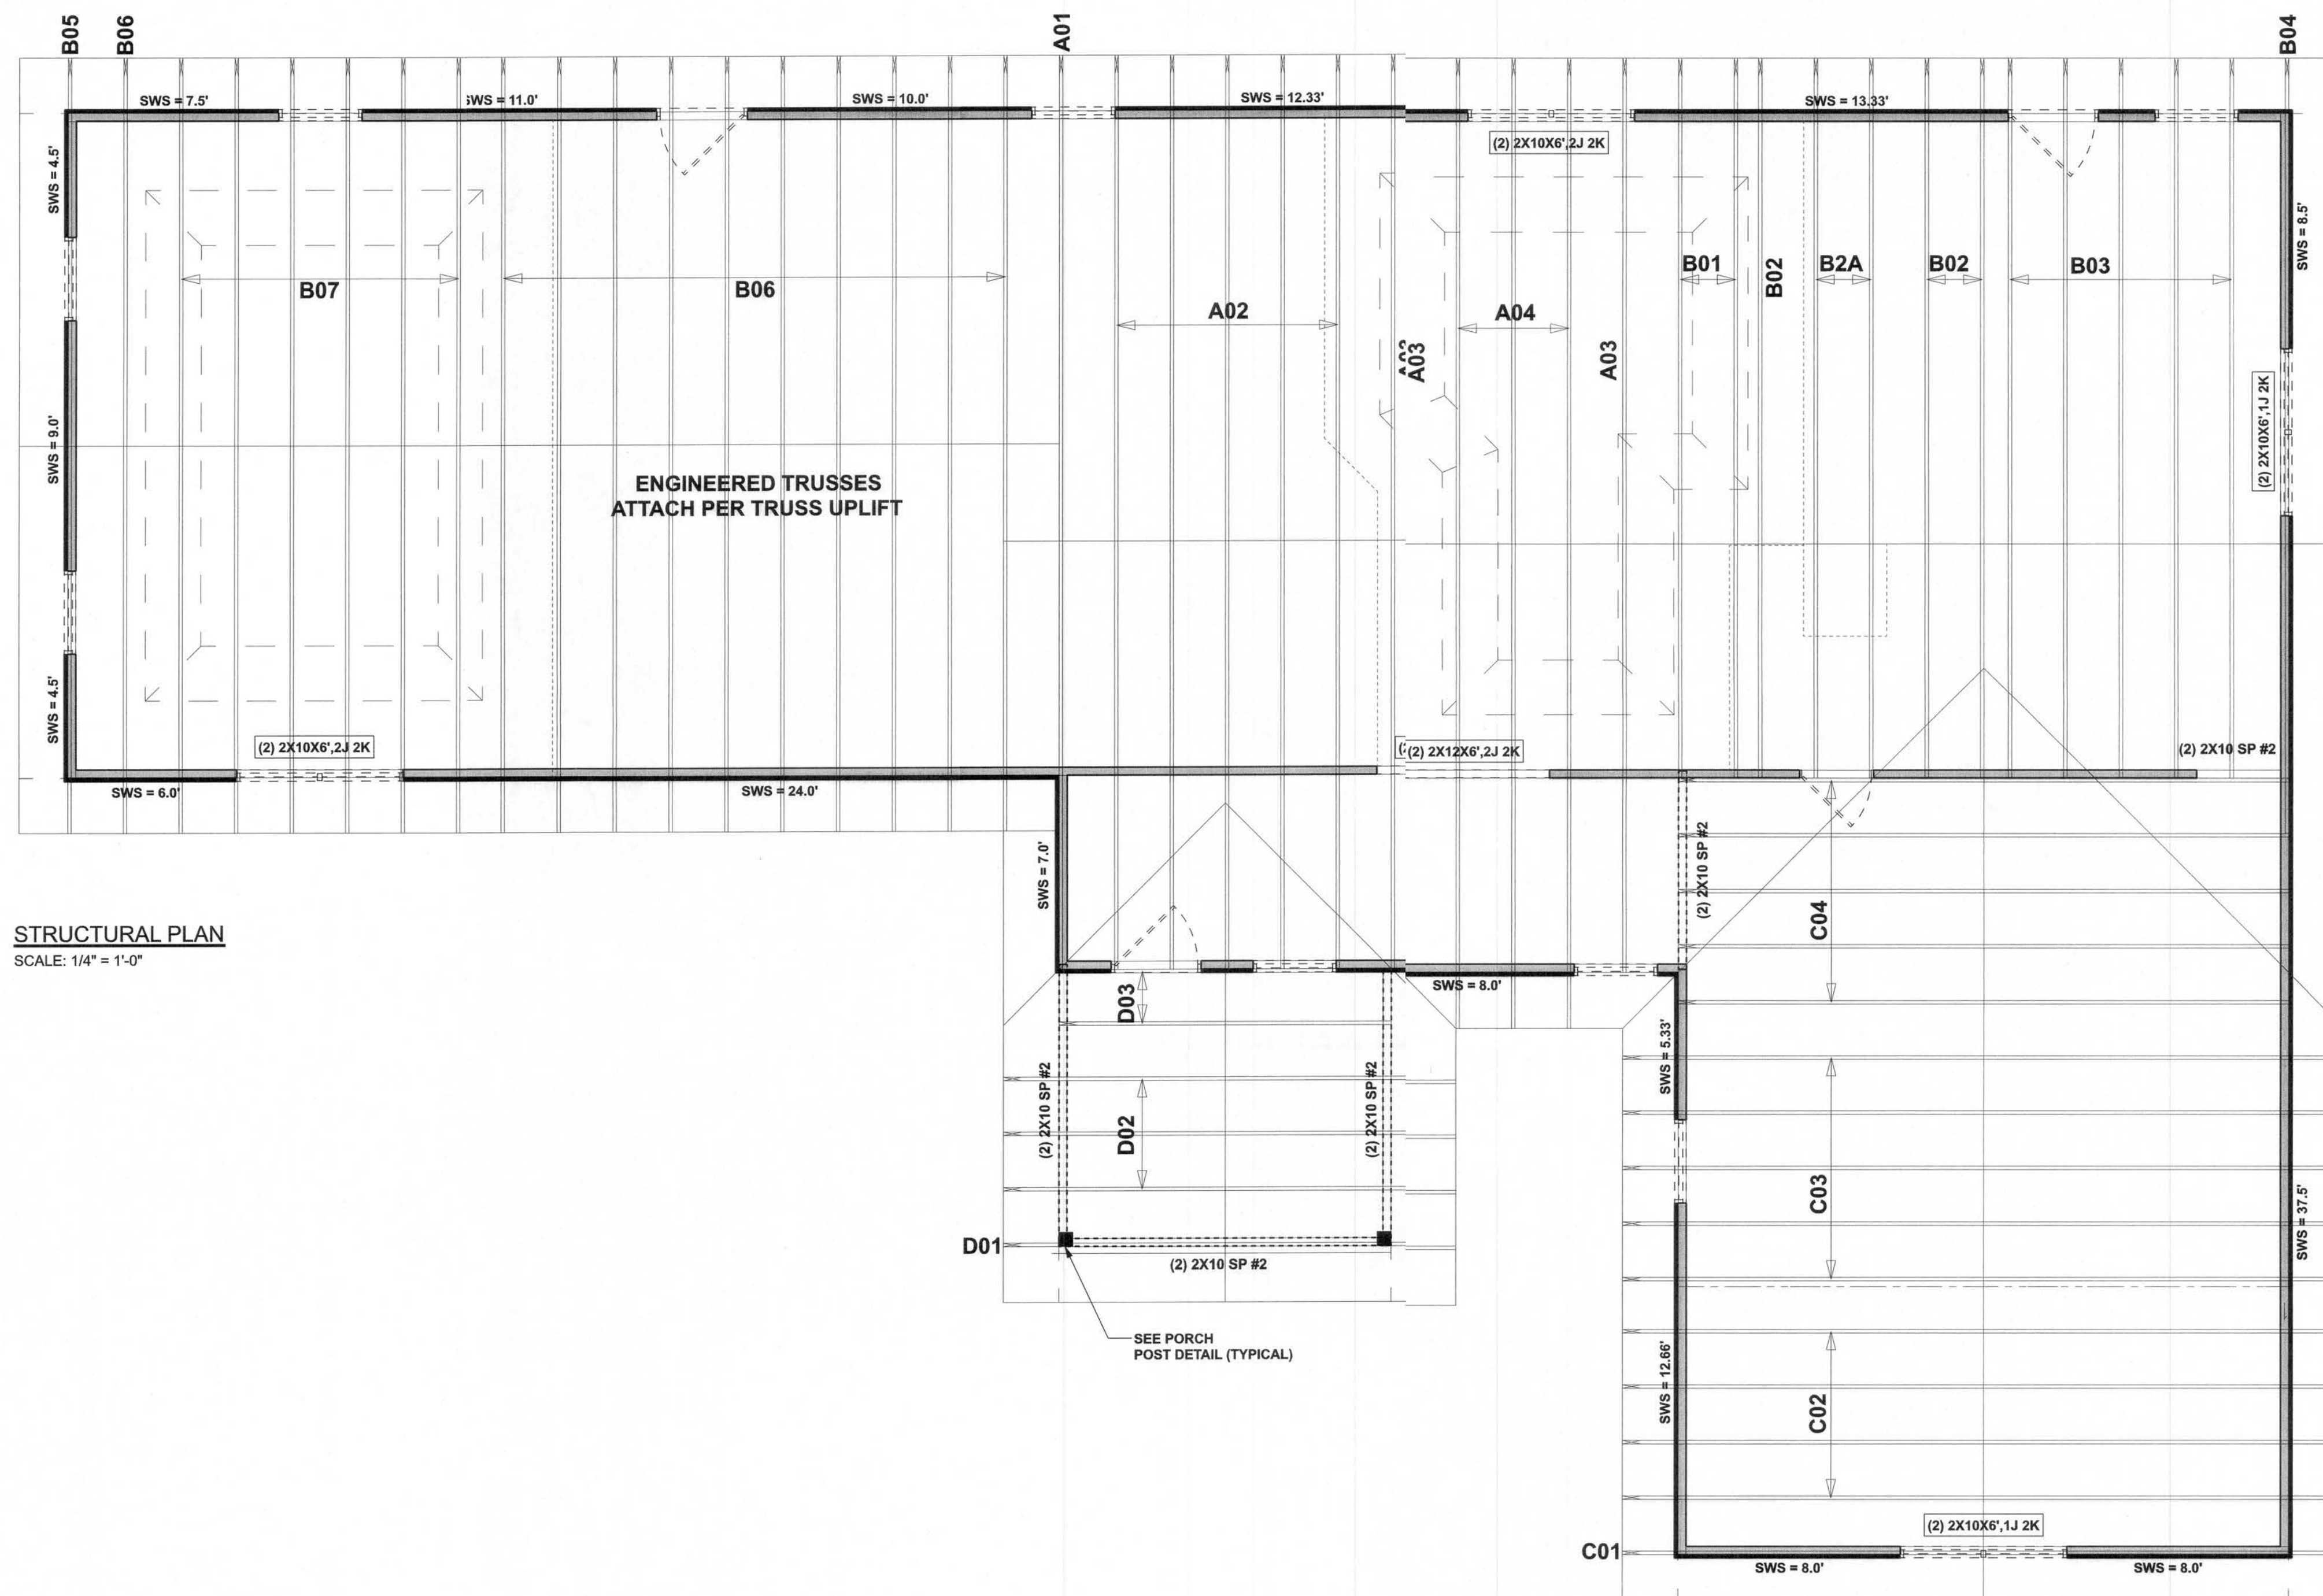 B05
B06
A01
B04
SWS = 7.5'
SWS = 11.0'
SWS = 10.0'
SWS = 12.33'
SWS = 13.33'
(2) 2X10X6',2J 2K
SWS = 4.5'
SWS = 8.5'
B07
B06
A02
A03
A04
A03
B01
B02
B2A
B02
B03
SWS = 9.0'
(2) 2X10X6',1J 2K
ENGINEERED TRUSSES
ATTACH PER TRUSS UPLIFT
SWS = 4.5'
(2) 2X10X6',2J 2K
(2) 2X12X6',2J 2K
(2) 2X10 SP #2
SWS = 6.0'
SWS = 24.0'
SWS = 7.0'
(2) 2X10 SP #2
C04
STRUCTURAL PLAN
SCALE: 1/4" = 1'-0"
D03
SWS = 8.0'
SWS = 5.33'
(2) 2X10 SP #2
D02
(2) 2X10 SP #2
C03
SWS = 37.5'
D01
(2) 2X10 SP #2
SEE PORCH
POST DETAIL (TYPICAL)
SWS = 12.66'
C02
(2) 2X10X6',1J 2K
C01
SWS = 8.0'
SWS = 8.0'